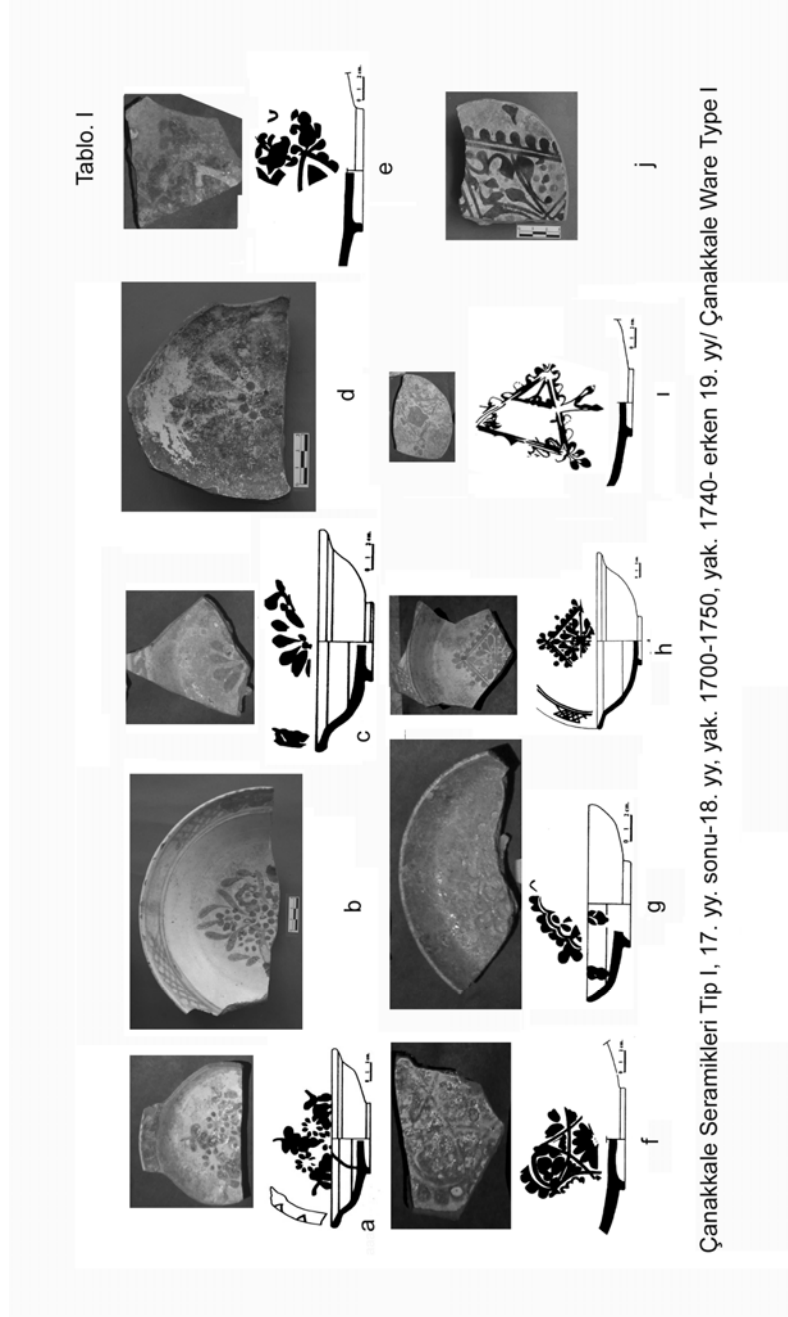 Tablo. I
a
b
c
d
e
f
g
h
ı
j
Çanakkale Seramikleri Tip I, 17. yy. sonu-18. yy, yak. 1700-1750, yak. 1740- erken 19. yy/ Çanakkale Ware Type I